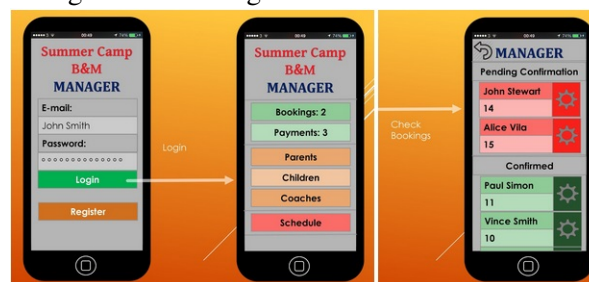 Summer Camp
B&M
MANAGER
E-mail:
John Smith
Password:
Login
Register
Login
Summer Camp
B&M
MANAGER
Bookings: 2
Payments: 3
Parents
Children
Coaches
Schedule
Check
Bookings
MANAGER
Pending Confirmation
John Stewart
14
Alice Vila
15
Confirmed
Paul Simon
11
Vince Smith
10